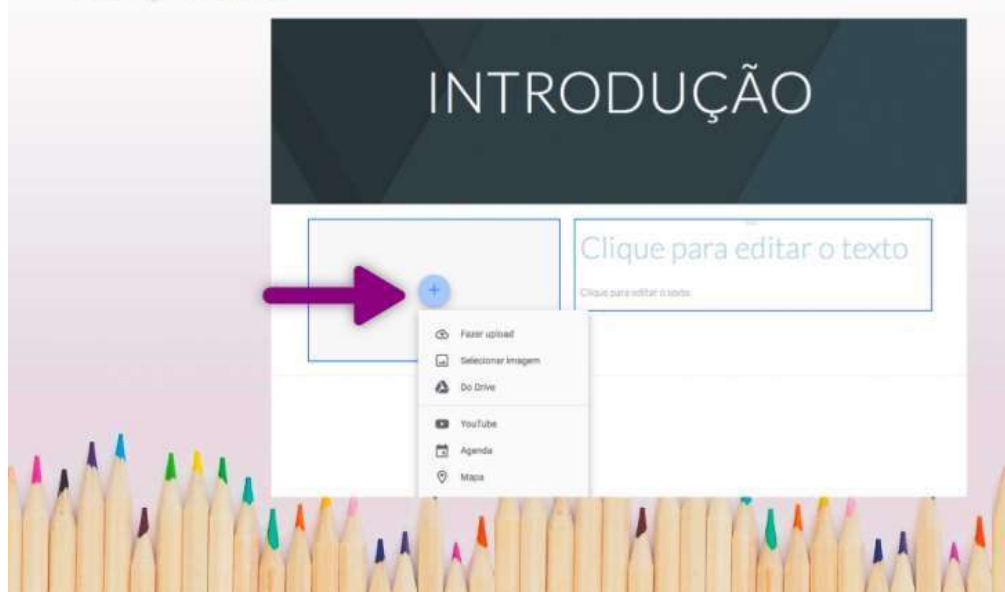 INTRODUÇÃO
Clique para editar o texto
Clique para editar o texto
Fazer upload
Selecionar imagem
Do Drive
YouTube
Agenda
Mapa